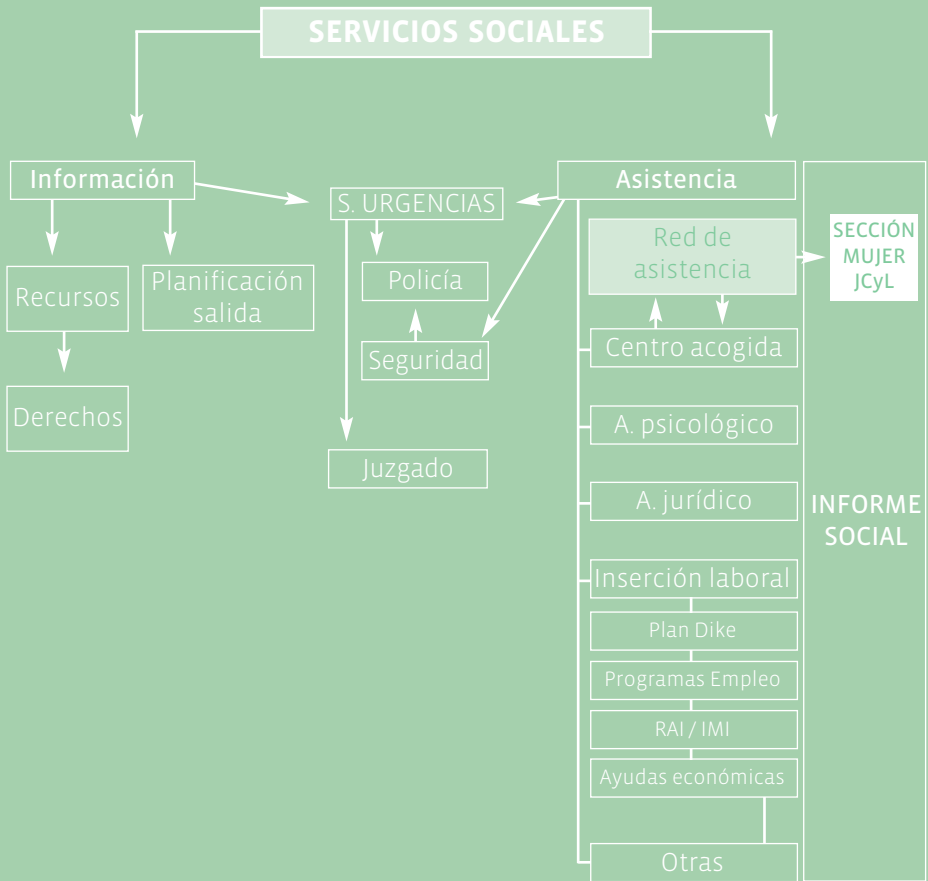 SERVICIOS SOCIALES
Información
Asistencia
S. URGENCIAS
Red de
asistencia
SECCIÓN
MUJER
JCyL
Recursos
Planificación
salida
Policía
Seguridad
Centro acogida
Derechos
A. psicológico
Juzgado
A. jurídico
INFORME
SOCIAL
Inserción laboral
Plan Dike
Programas Empleo
RAI / IMI
Ayudas económicas
Otras